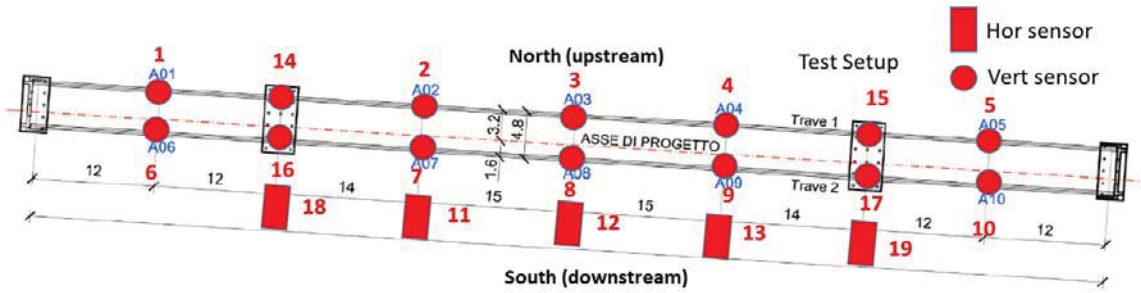 Hor sensor
Vert sensor
Test Setup
North (upstream)
1
A01
14
2
A02
3
A03
4
A04
15
5
A05
Trave 1
3.2
4.8
1.6
ASSE DI PROGETTO
Trave 2
A06
6
16
A07
7
A08
8
A09
9
17
A10
10
12
12
14
15
15
14
12
12
18
11
12
13
19
South (downstream)